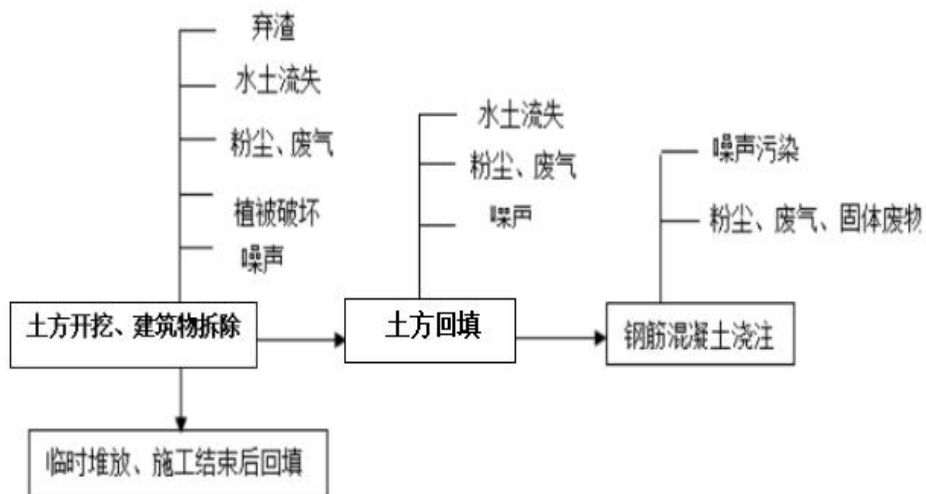 弃渣
水土流失
粉尘、废气
植被破坏
噪声
水土流失
粉尘、废气
噪声
噪声污染
粉尘、废气、固体废物
土方开挖、建筑物拆除
土方回填
钢筋混凝土浇注
临时堆放、施工结束后回填